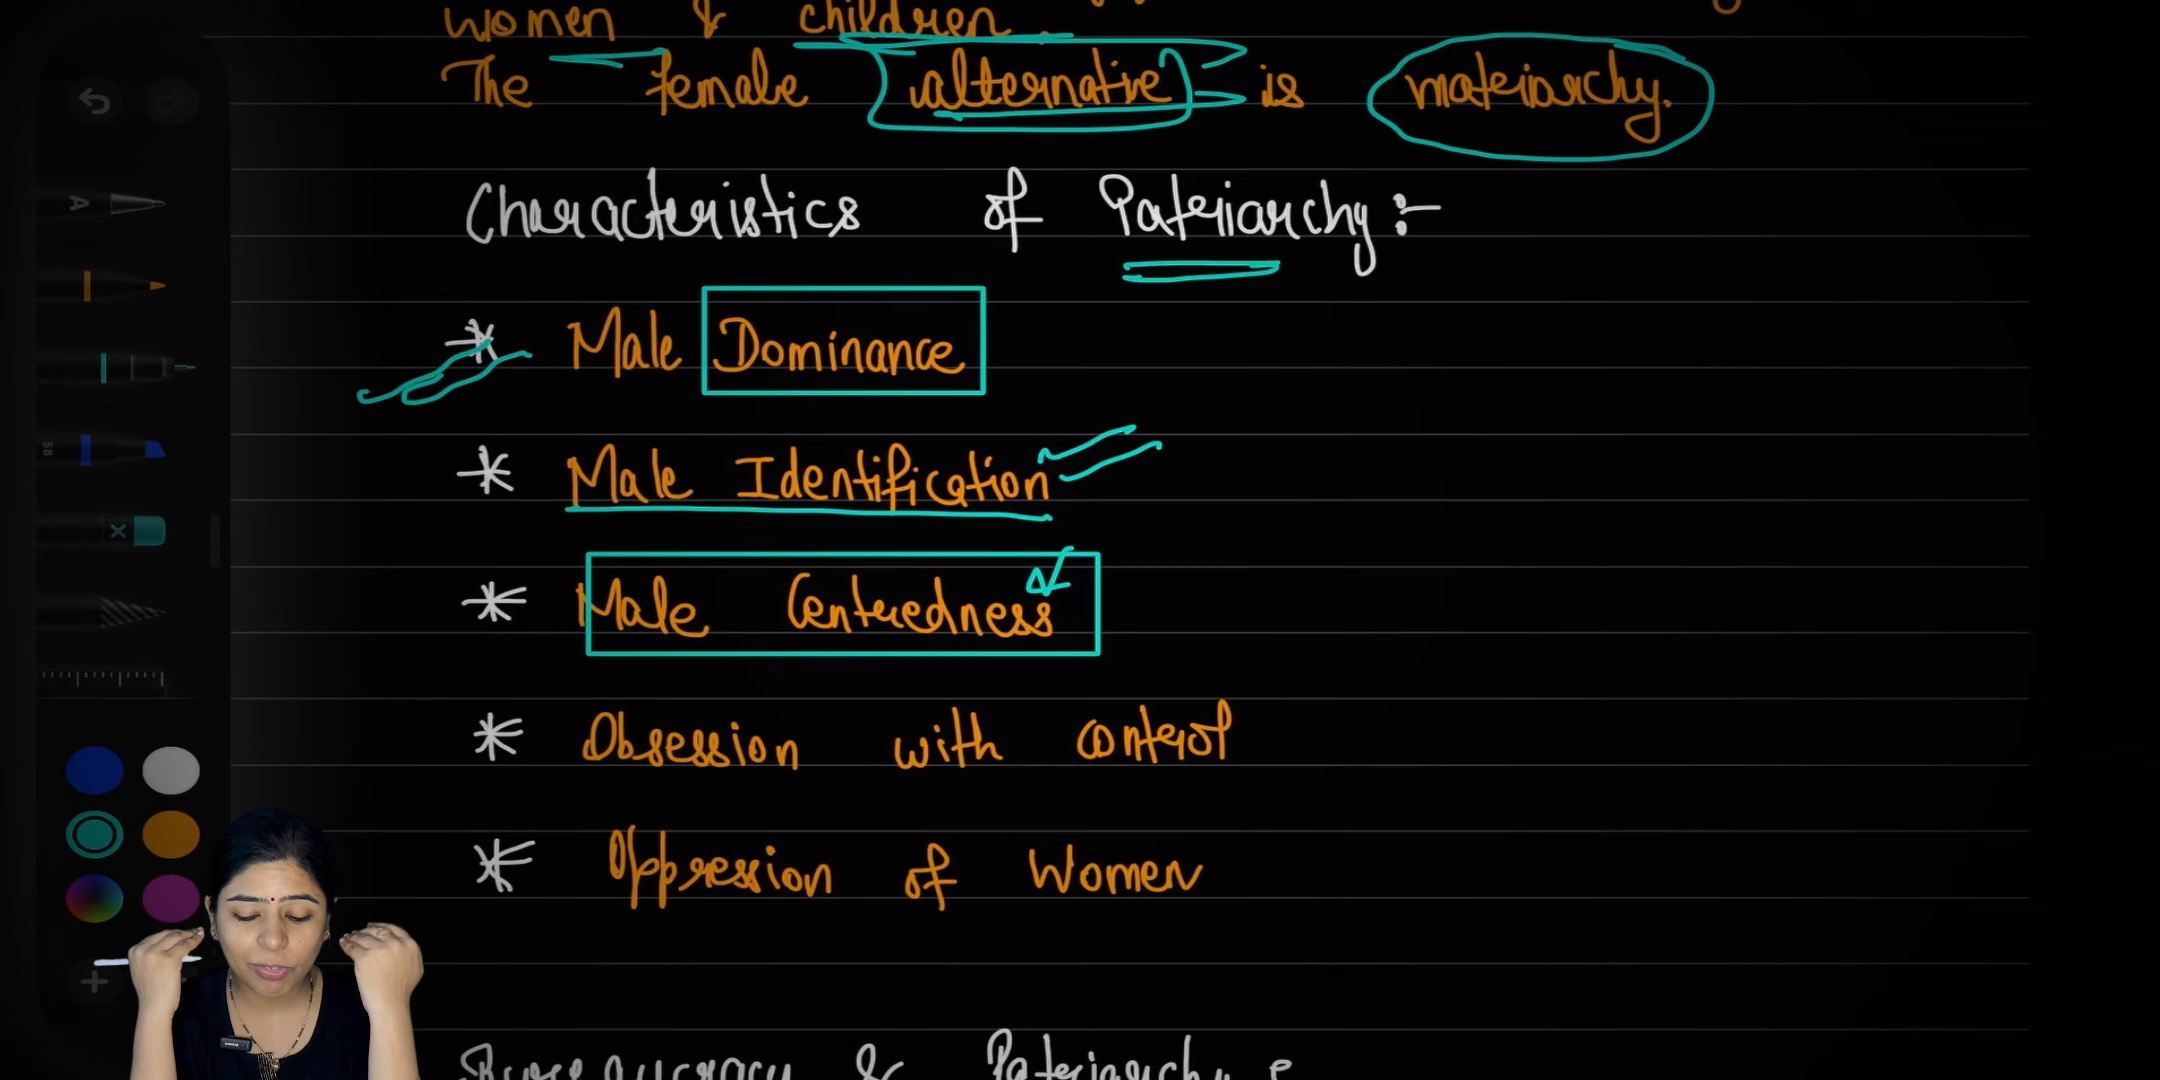 women & children.
The female alternative is matriarchy.
Characteristics of Patriarchy:-
* Male Dominance
* Male Identification
* Male Centeredness
* Obsession with control
* Oppression of Women
& Patriarchy